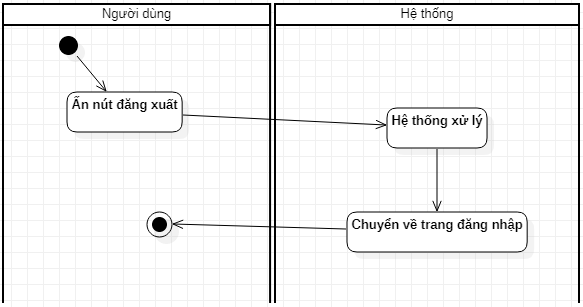 Người dùng
Hệ thống
Ấn nút đăng xuất
Hệ thống xử lý
Chuyển về trang đăng nhập